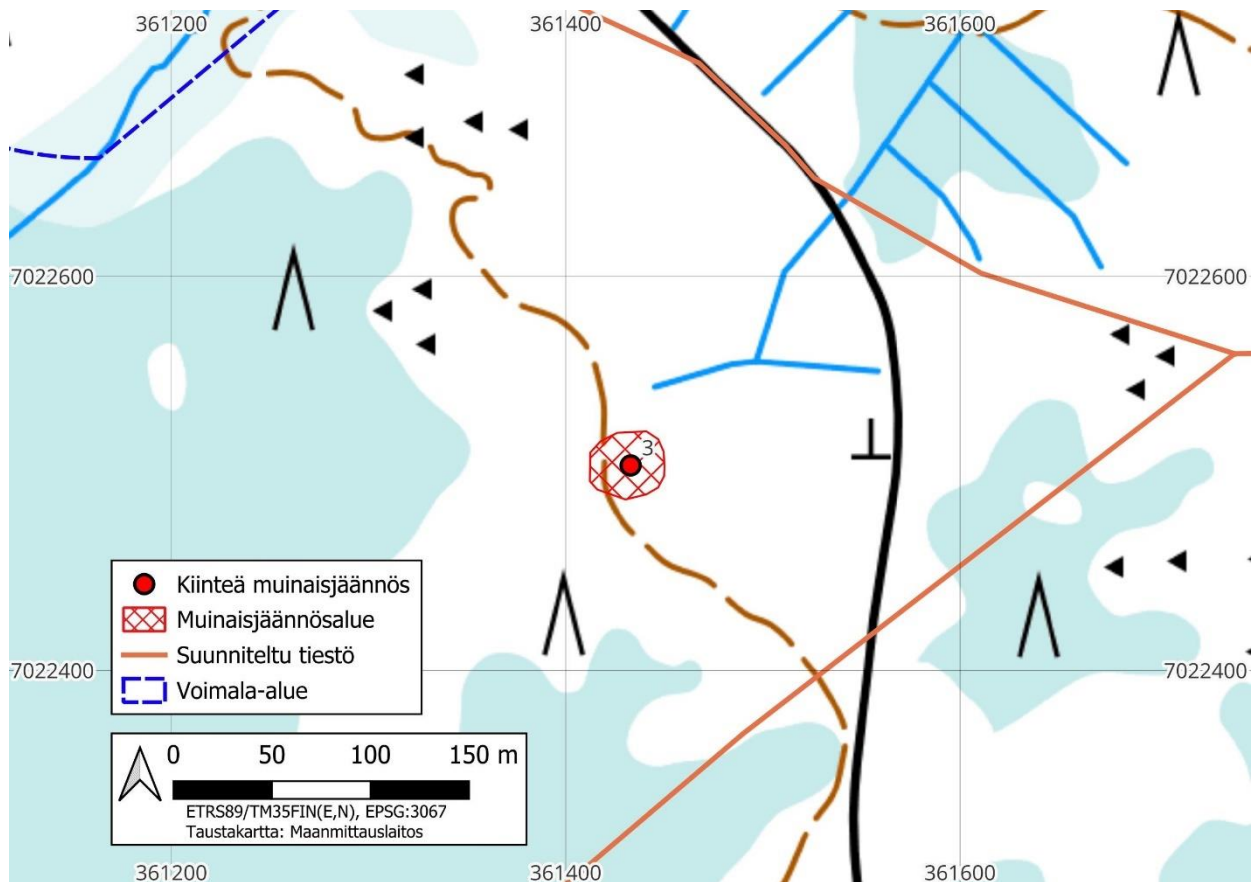 361200 361400 361600
7022600 7022600
3
Kiinteä muinaisjäännös
Muinaisjäännösalue
Suunniteltu tiestö
Voimala-alue
7022400 7022400
0 50 100 150 m
ETRS89/TM35FIN(E,N), EPSG:3067
Taustakartta: Maanmittauslaitos
361200 361400 361600